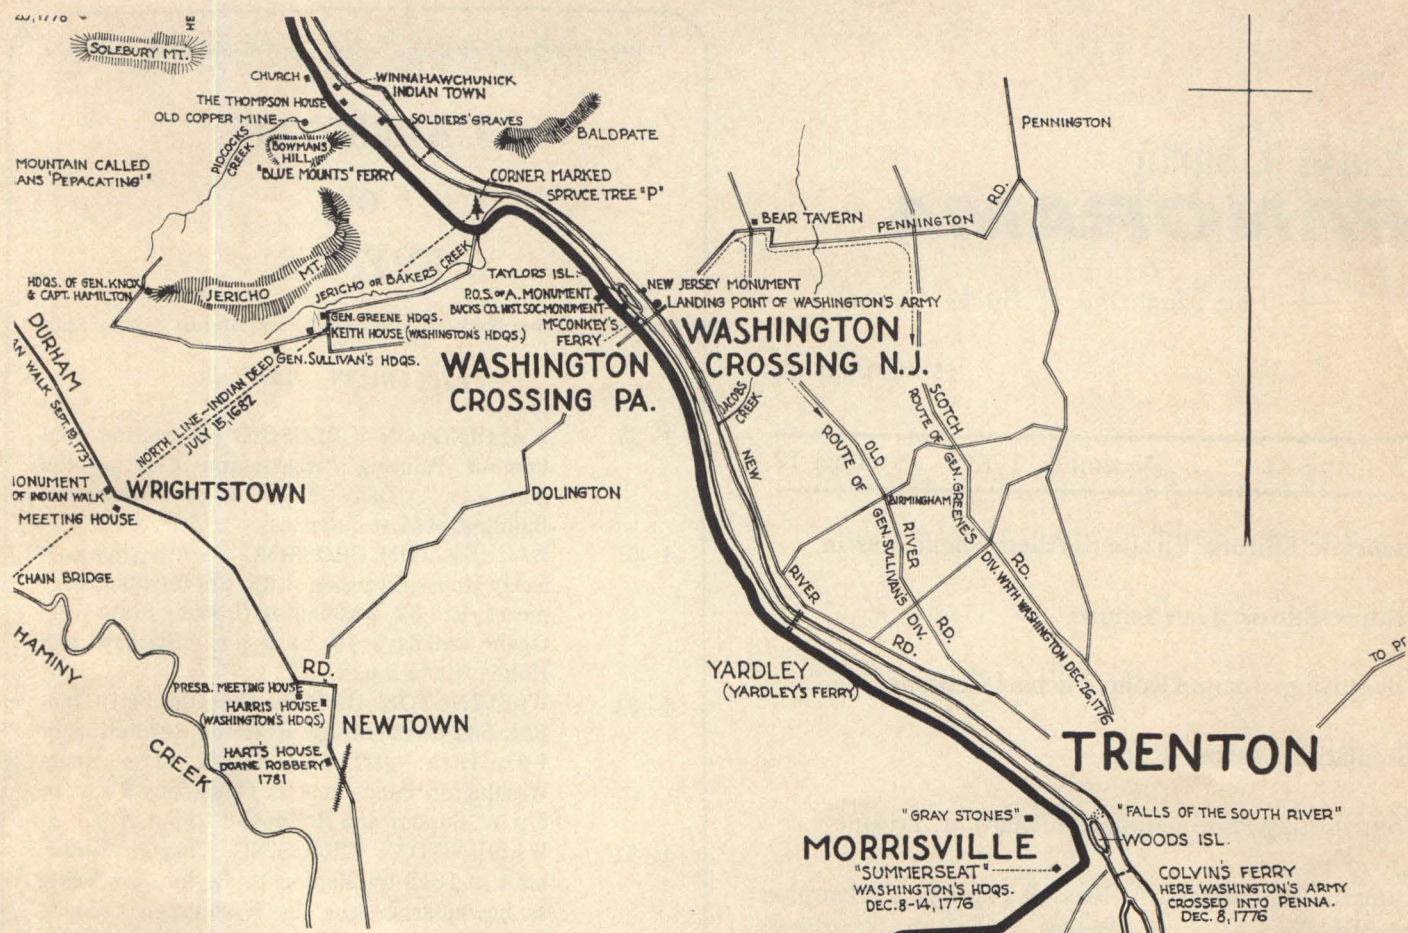 HE
SOLEBURY MT.
CHURCH
WINNAHAWCHUNICK
INDIAN TOWN
THE THOMPSON HOUSE
OLD COPPER MINE
SOLDIERS' GRAVES
PIDCOCKS
CREEK
BOWMANS
HILL
"BLUE MOUNTS" FERRY
BALDPATE
PENNINGTON
MOUNTAIN CALLED
ANS 'PEPACATING'"
CORNER MARKED
SPRUCE TREE "P"
BEAR TAVERN
PENNINGTON
RD.
HDQS. OF GEN. KNOX
& CAPT. HAMILTON
JERICHO
MT.
JERICHO OR BAKERS CREEK
TAYLORS ISL.
P.O.S. OF A. MONUMENT
BUCKS CO. HIST. SOC. MONUMENT
MCCONKEY'S
FERRY
NEW JERSEY MONUMENT
LANDING POINT OF WASHINGTON'S ARMY
GEN. GREENE HDQS.
KEITH HOUSE (WASHINGTON'S HDQS.)
GEN. SULLIVAN'S HDQS.
WASHINGTON
CROSSING PA.
WASHINGTON
CROSSING N.J.
DURHAM
AN WALK SEPT. 19, 1737
NORTH LINE-INDIAN DEED
JULY 15, 1682
JACOBS
CREEK
NEW
RIVER
RD.
ROUTE OF
GEN. SULLIVAN'S
DIV.
OLD
RIVER
RD.
BIRMINGHAM
SCOTCH
RD.
ROUTE OF GEN. GREENE'S
DIV. WITH WASHINGTON DEC. 26, 1776
MONUMENT
OF INDIAN WALK
WRIGHTSTOWN
MEETING HOUSE
DOLINGTON
CHAIN BRIDGE
HAMINY
CREEK
RD.
PRESB. MEETING HOUSE
HARRIS HOUSE
(WASHINGTON'S HDQS)
NEWTOWN
HART'S HOUSE
DOANE ROBBERY
1781
YARDLEY
(YARDLEY'S FERRY)
TO PR
TRENTON
"GRAY STONES"
"FALLS OF THE SOUTH RIVER"
WOODS ISL.
MORRISVILLE
"SUMMERSEAT"
WASHINGTON'S HDQS.
DEC. 8-14, 1776
COLVIN'S FERRY
HERE WASHINGTON'S ARMY
CROSSED INTO PENNA.
DEC. 8, 1776